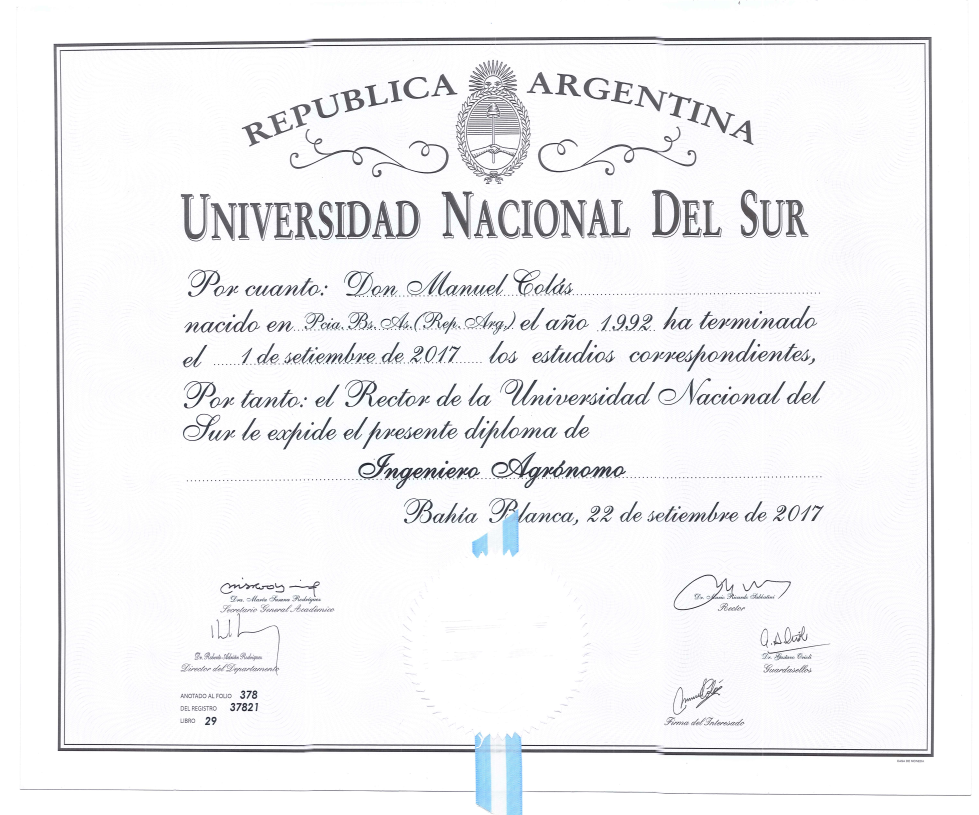 REPUBLICA ARGENTINA
UNIVERSIDAD NACIONAL DEL SUR
Por cuanto: Don Manuel Colás
nacido en Pcia. Bs. As. (Rep. Arg.) el año 1992 ha terminado
el 1 de setiembre de 2017 los estudios correspondientes,
Por tanto: el Rector de la Universidad Nacional del
Sur le expide el presente diploma de
Ingeniero Agrónomo
Bahía Blanca, 22 de setiembre de 2017
Dra. María Susana Rodríguez
Secretario General Académico
Dr. Mario Ricardo Sabbatini
Rector
Dr. Roberto Adrián Rodríguez
Director del Departamento
Dr. Gustavo Orioli
Guardasellos
ANOTADO AL FOLIO 378
DEL REGISTRO 37821
LIBRO 29
Firma del Interesado